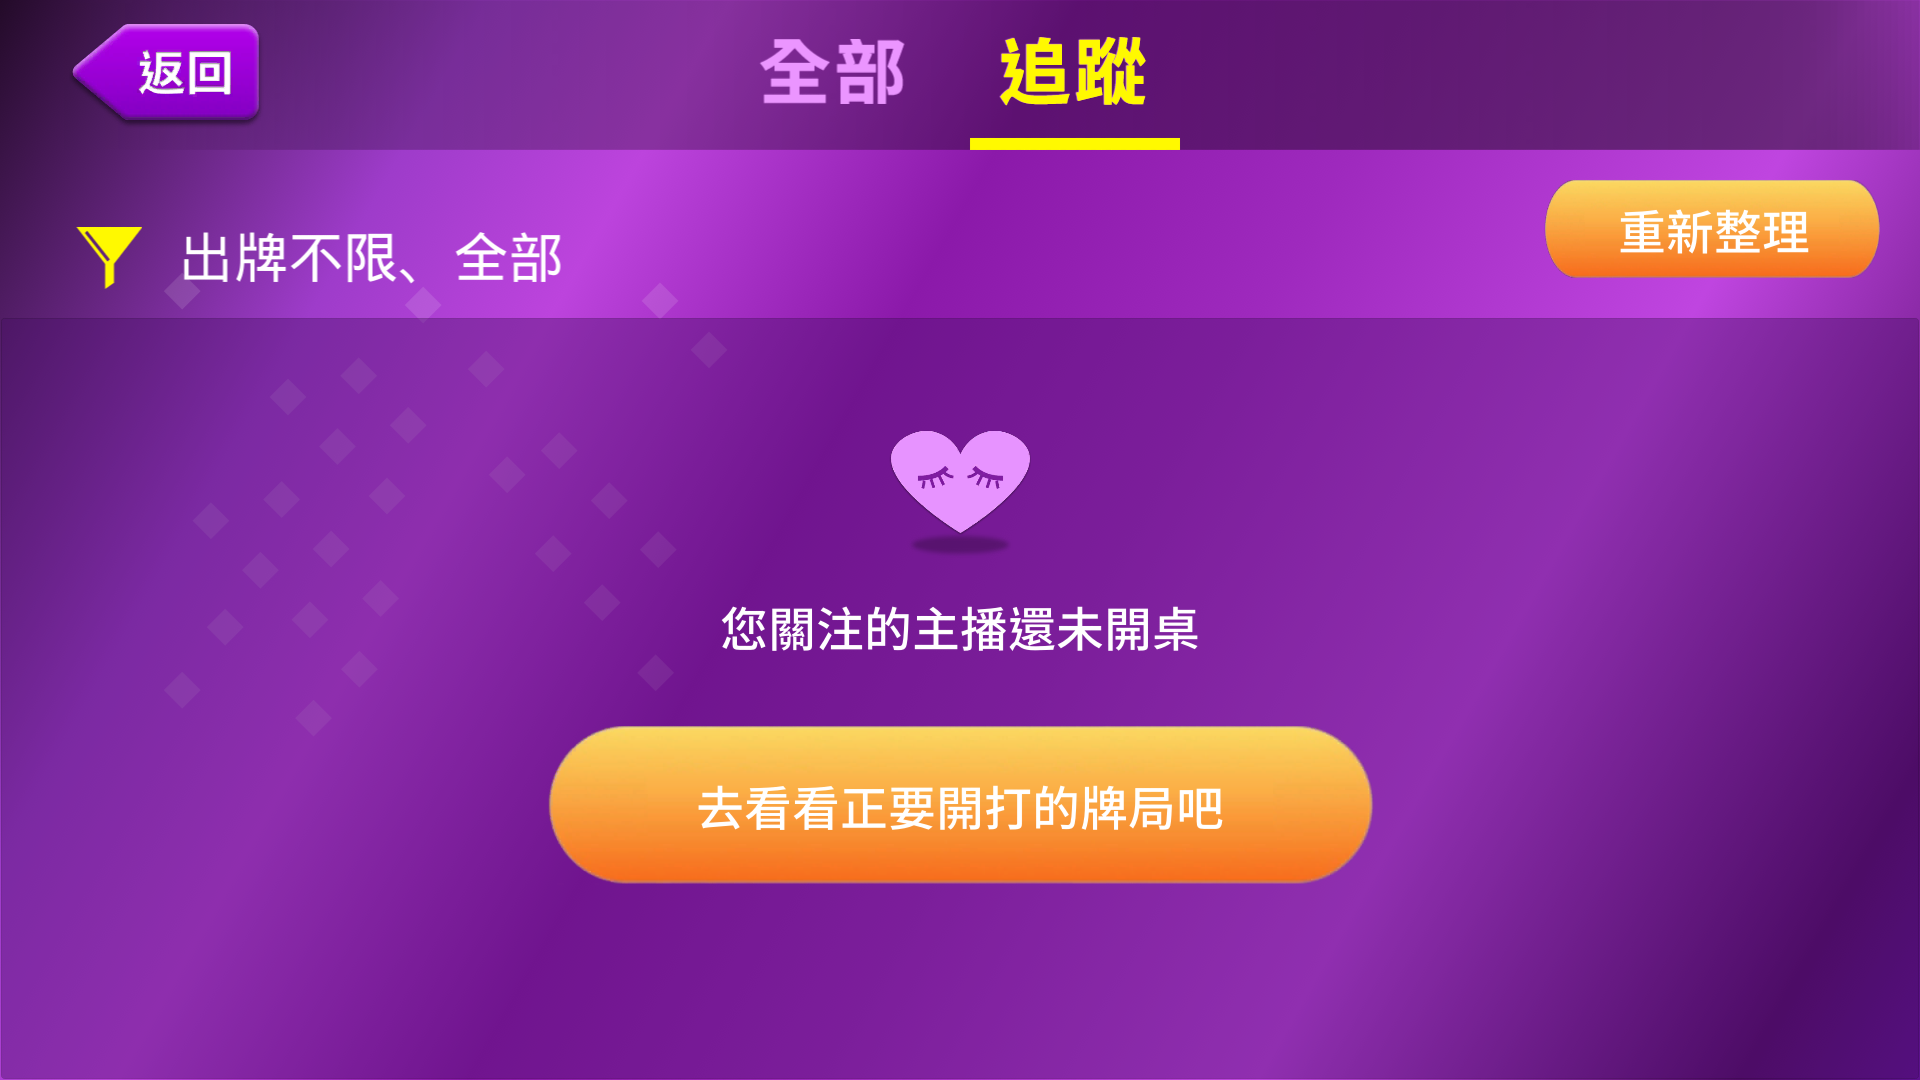 返回
全部
追蹤
出牌不限、全部
重新整理
您關注的主播還未開桌
去看看正要開打的牌局吧